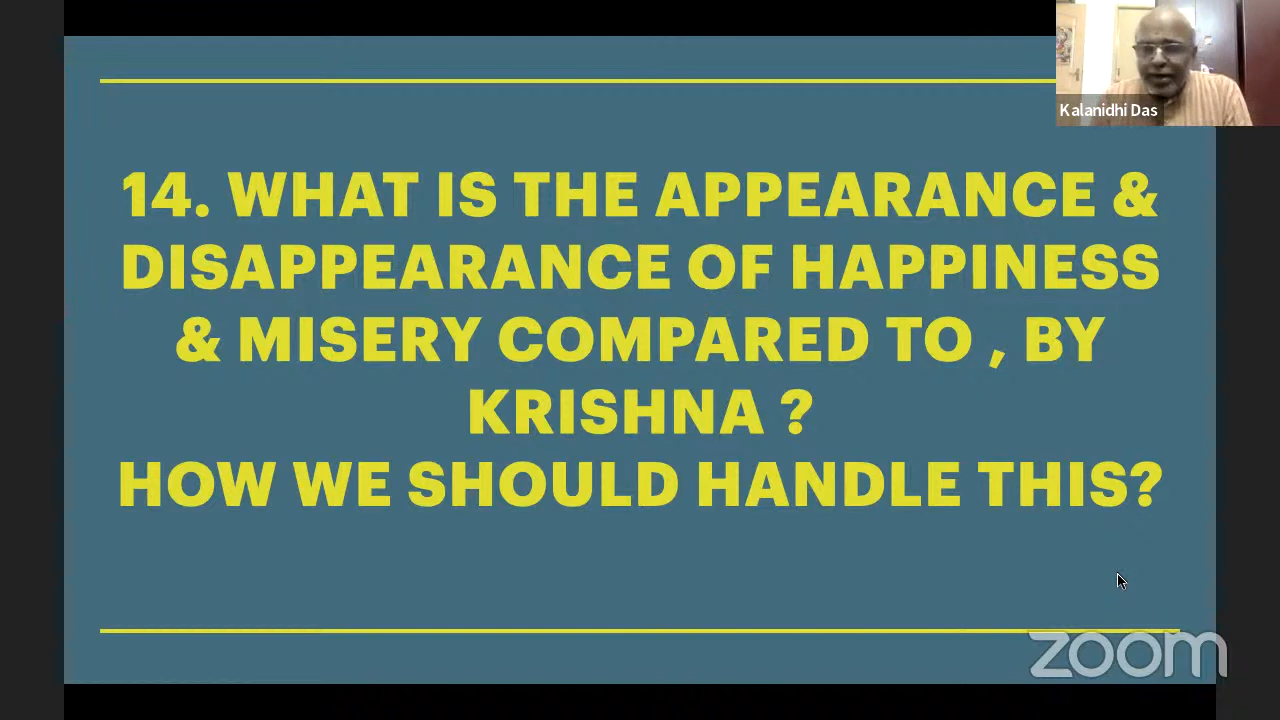 Kalanidhi Das
14. WHAT IS THE APPEARANCE &
DISAPPEARANCE OF HAPPINESS
& MISERY COMPARED TO , BY
KRISHNA ?
HOW WE SHOULD HANDLE THIS?
zoom